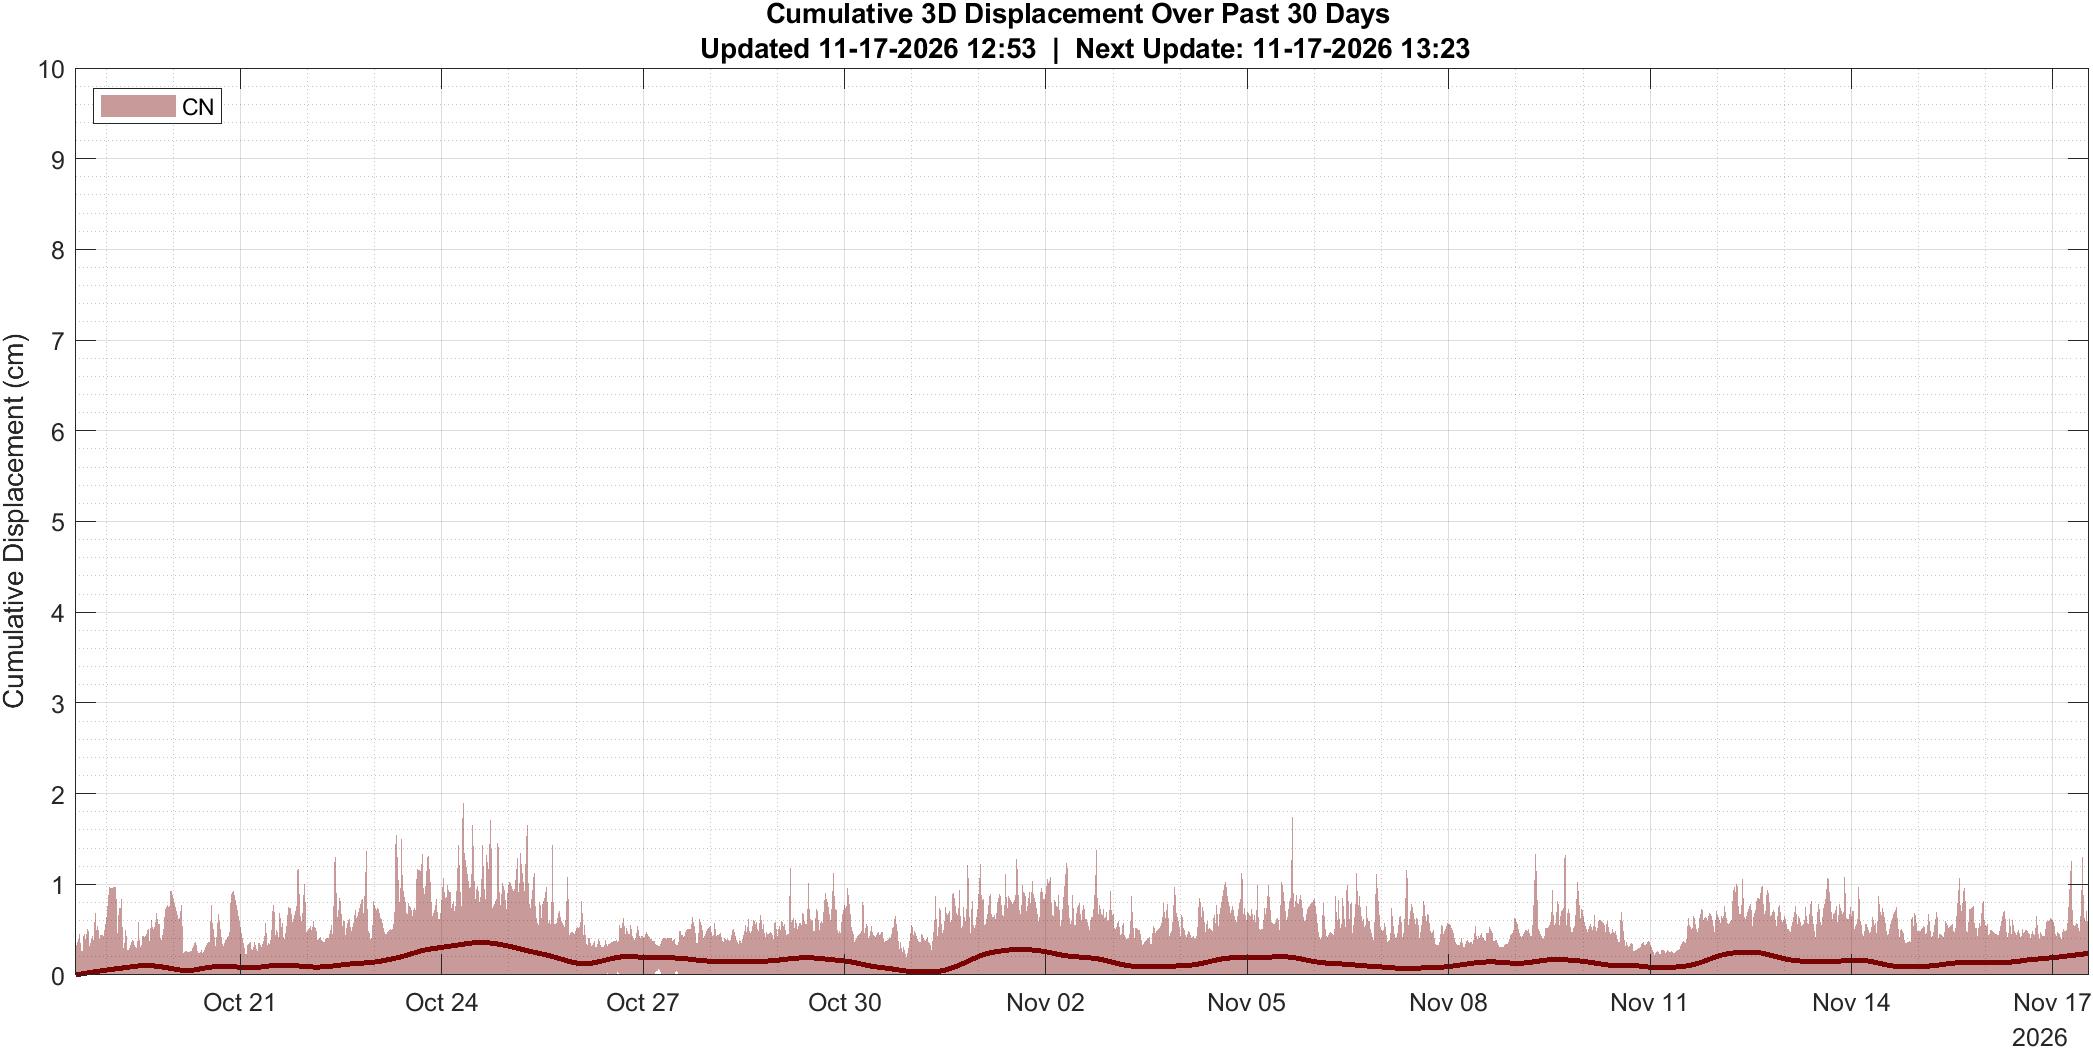 Cumulative 3D Displacement Over Past 30 Days
Updated 11-17-2026 12:53 | Next Update: 11-17-2026 13:23
CN
Cumulative Displacement (cm)
10
9
8
7
6
5
4
3
2
1
0
Oct 21 Oct 24 Oct 27 Oct 30 Nov 02 Nov 05 Nov 08 Nov 11 Nov 14 Nov 17
2026